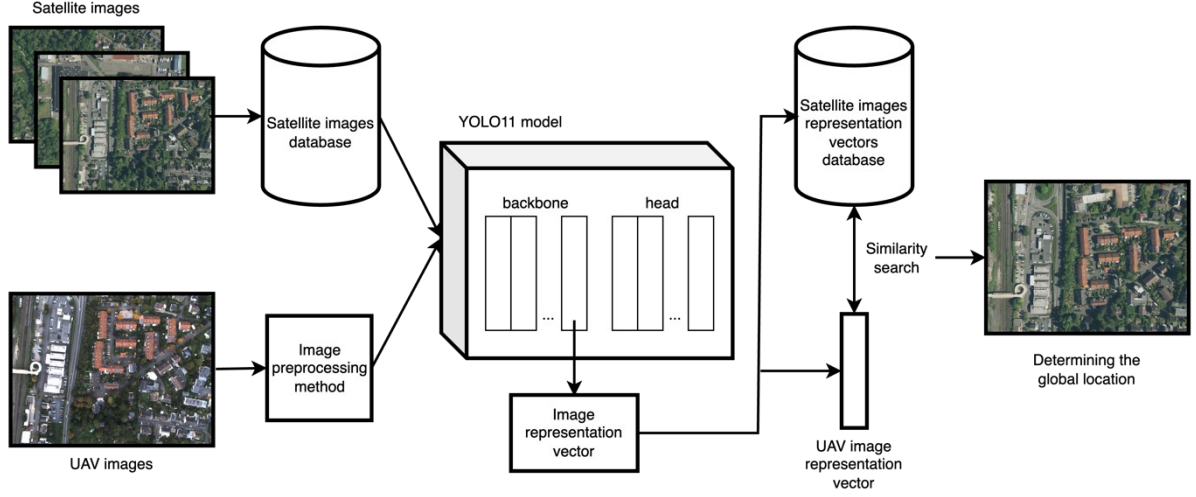 Satellite images
Satellite images
database
YOLO11 model
backbone
head
...
...
Satellite images
representation
vectors
database
Similarity
search
Image
preprocessing
method
UAV images
Image
representation
vector
UAV image
representation
vector
Determining the
global location